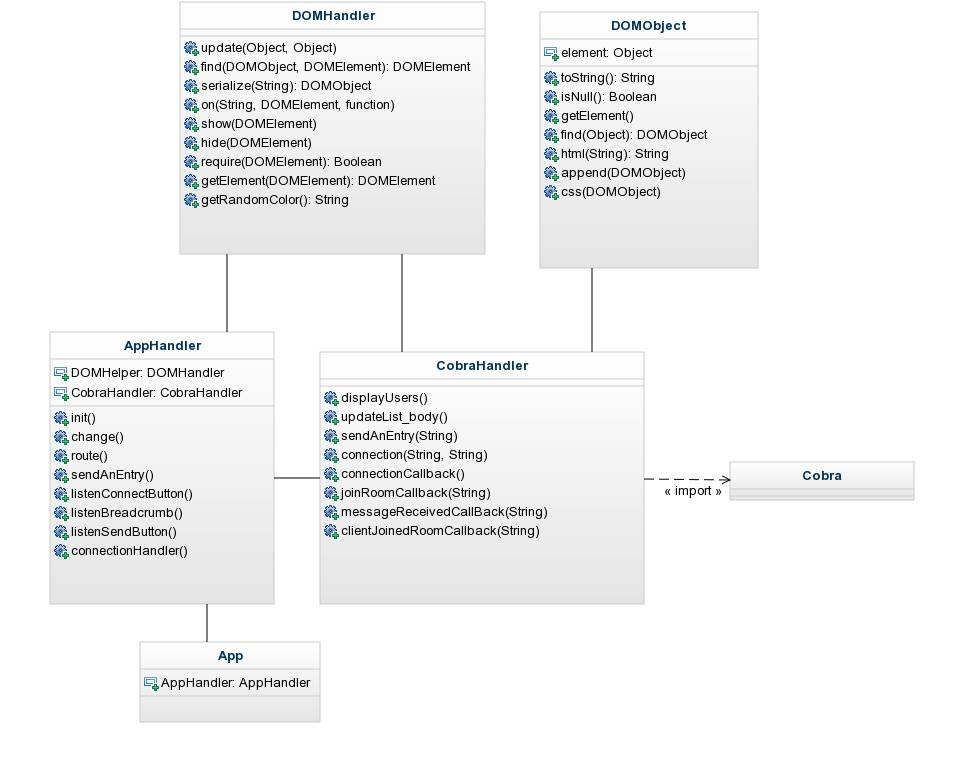 DOMHandler
update(Object, Object)
find(DOMObject, DOMElement): DOMElement
serialize(String): DOMObject
on(String, DOMElement, function)
show(DOMElement)
hide(DOMElement)
require(DOMElement): Boolean
getElement(DOMElement): DOMElement
getRandomColor(): String
DOMObject
element: Object
toString(): String
isNull(): Boolean
getElement()
find(Object): DOMObject
html(String): String
append(DOMObject)
css(DOMObject)
AppHandler
DOMHelper: DOMHandler
CobraHandler: CobraHandler
init()
change()
route()
sendAnEntry()
listenConnectButton()
listenBreadcrumb()
listenSendButton()
connectionHandler()
CobraHandler
displayUsers()
updateList_body()
sendAnEntry(String)
connection(String, String)
connectionCallback()
joinRoomCallback(String)
messageReceivedCallBack(String)
clientJoinedRoomCallback(String)
« import »
Cobra
App
AppHandler: AppHandler